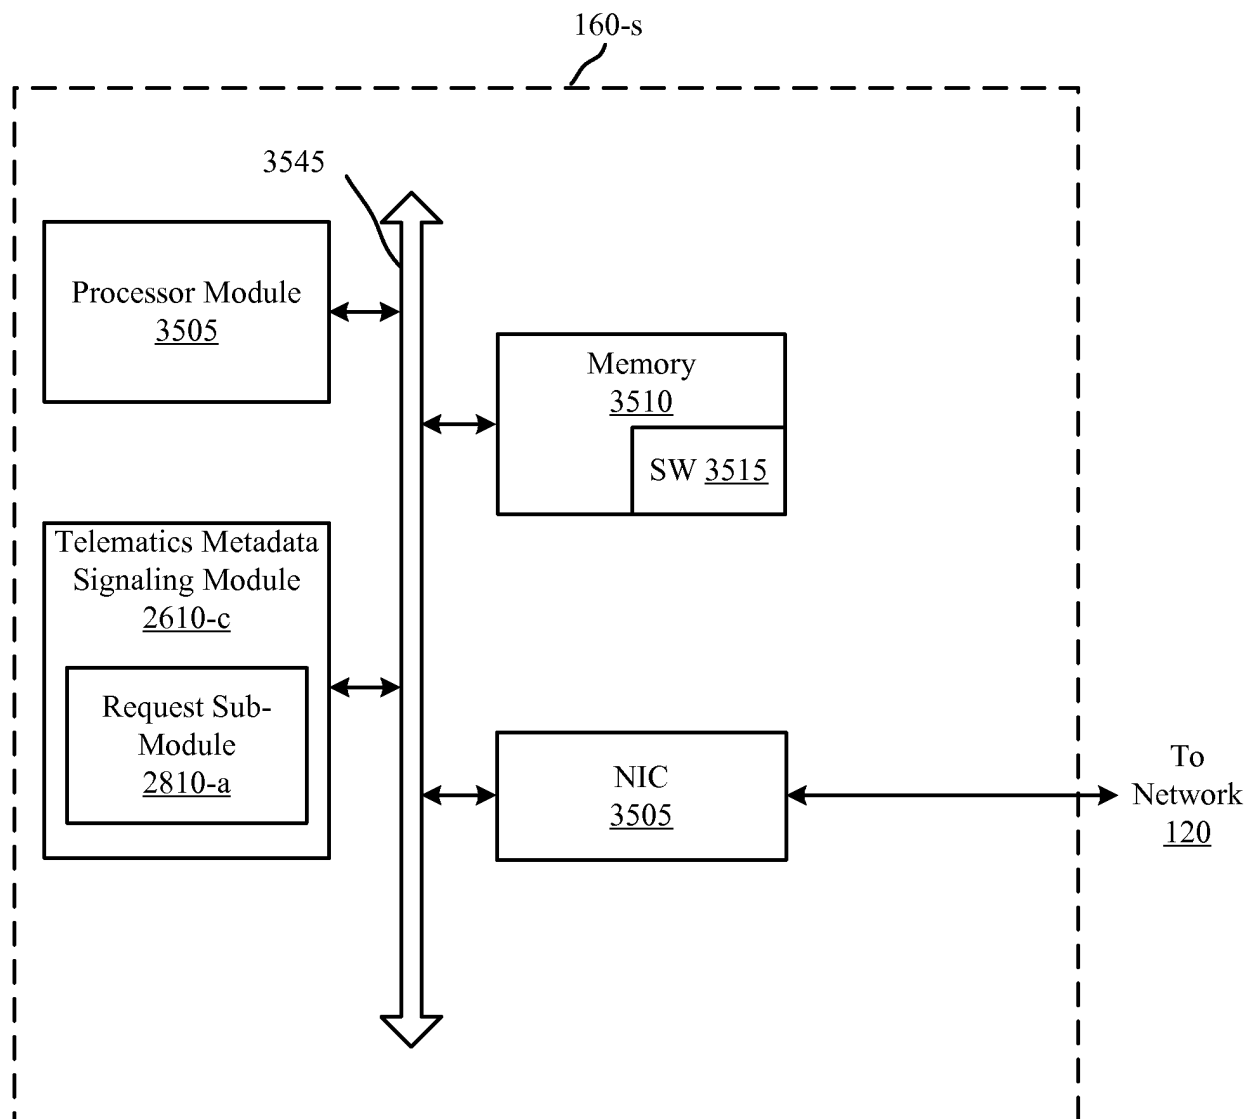 160-s
3545
Processor Module
3505
Memory
3510
SW 3515
Telematics Metadata
Signaling Module
2610-c
Request Sub-
Module
2810-a
NIC
3505
To
Network
120